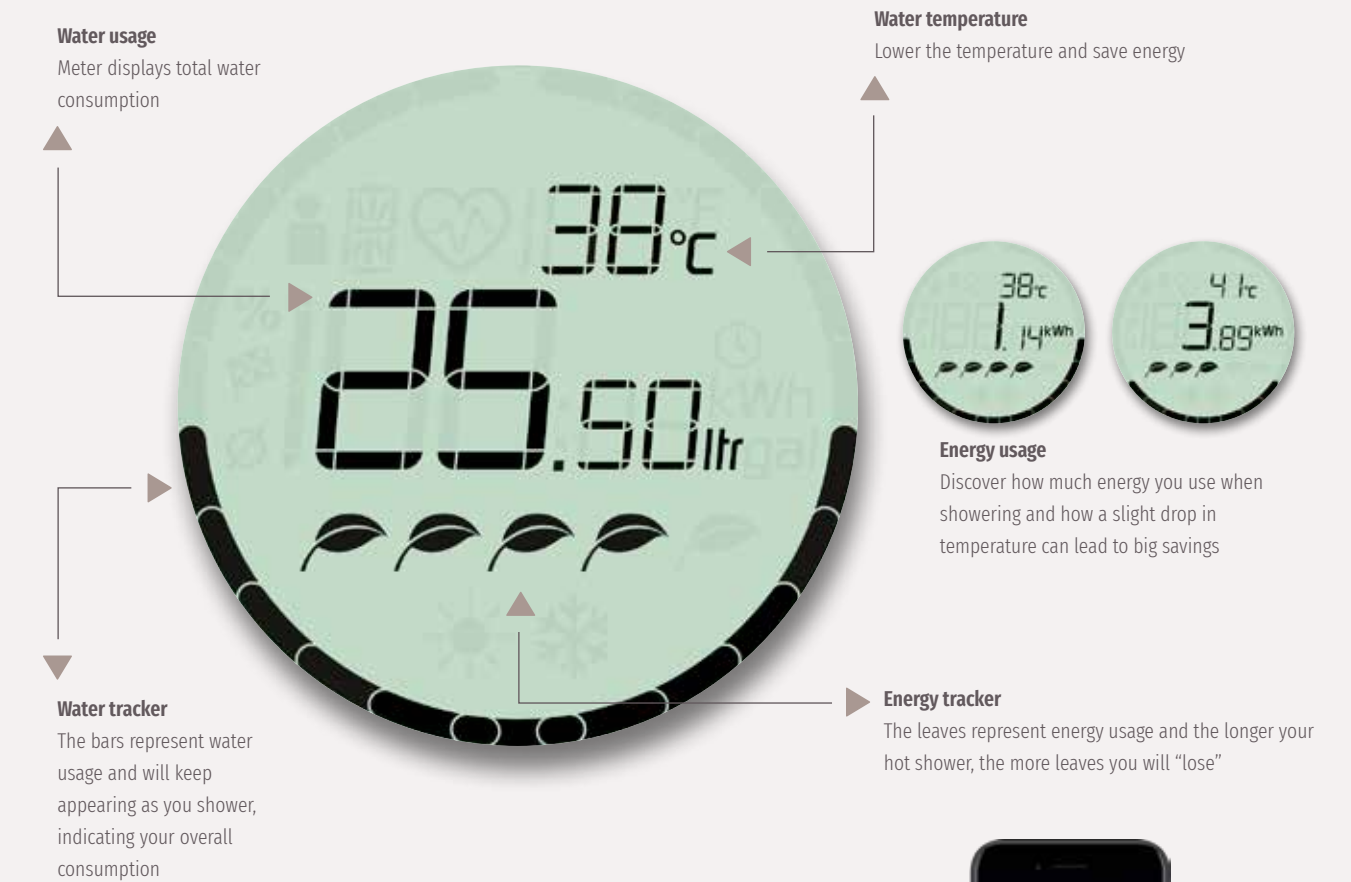 Water usage
Meter displays total water
consumption
Water temperature
Lower the temperature and save energy
38°C
25.50ltr
38°C
1.14kWh
41°C
3.89kWh
Energy usage
Discover how much energy you use when
showering and how a slight drop in
temperature can lead to big savings
Water tracker
The bars represent water
usage and will keep
appearing as you shower,
indicating your overall
consumption
Energy tracker
The leaves represent energy usage and the longer your
hot shower, the more leaves you will “lose”
°F
%
kWh
gal